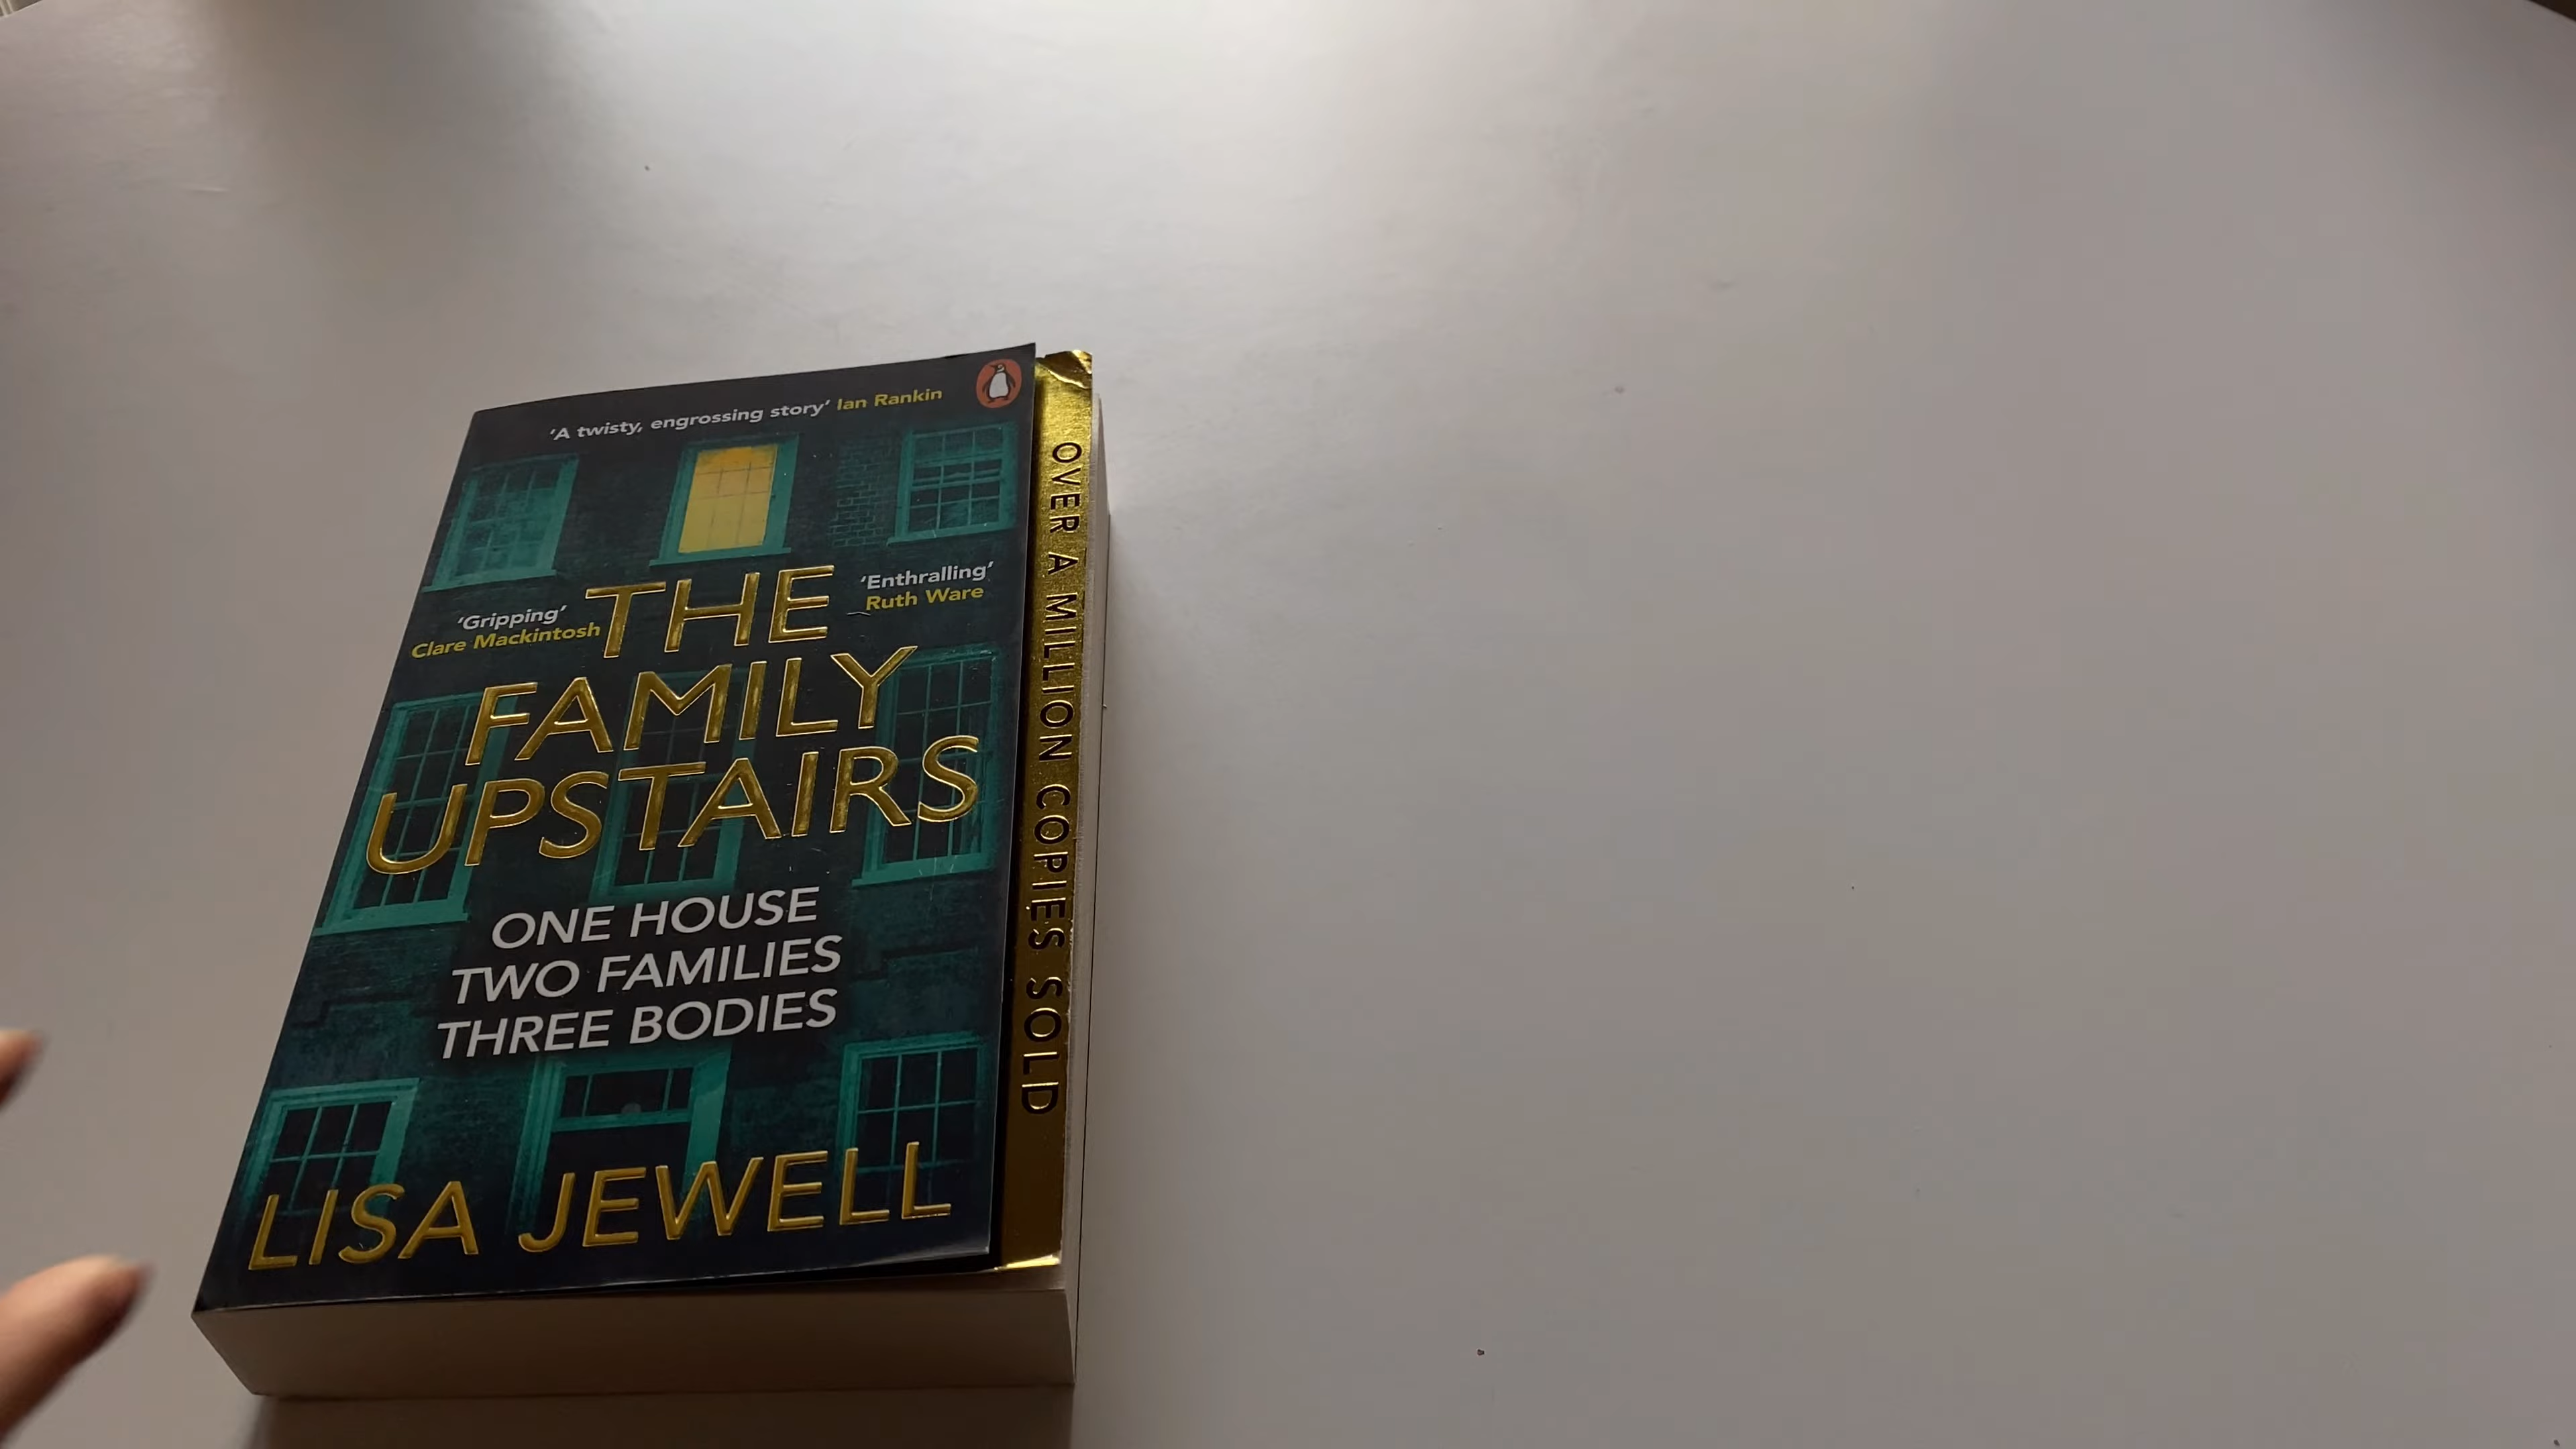 ‘A twisty, engrossing story’ Ian Rankin
‘Gripping’
Clare Mackintosh
‘Enthralling’
Ruth Ware
THE
FAMILY
UPSTAIRS
ONE HOUSE
TWO FAMILIES
THREE BODIES
LISA JEWELL
OVER A MILLION COPIES SOLD